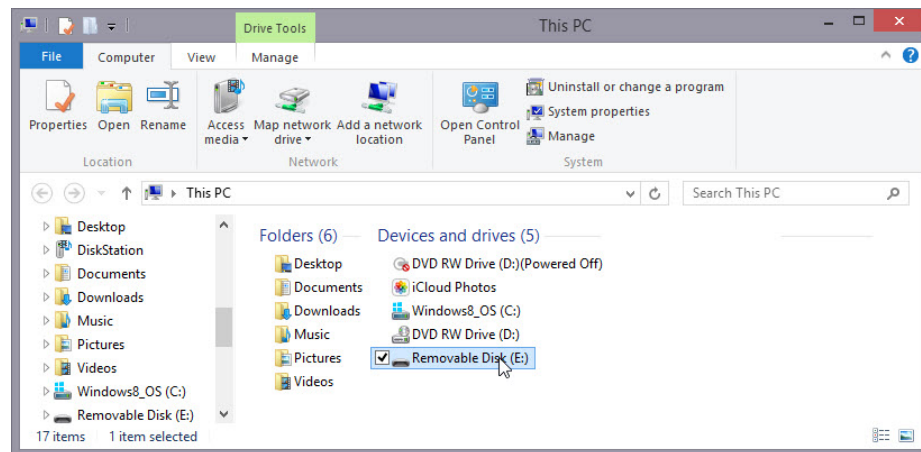 Drive Tools
This PC
File
Computer
View
Manage
Properties
Open
Rename
Access media
Map network drive
Add a network location
Open Control Panel
Uninstall or change a program
System properties
Manage
Location
Network
System
This PC
Search This PC
Desktop
DiskStation
Documents
Downloads
Music
Pictures
Videos
Windows8_OS (C:)
Removable Disk (E:)
Folders (6)
Desktop
Documents
Downloads
Music
Pictures
Videos
Devices and drives (5)
DVD RW Drive (D:)(Powered Off)
iCloud Photos
Windows8_OS (C:)
DVD RW Drive (D:)
Removable Disk (E:)
17 items
1 item selected